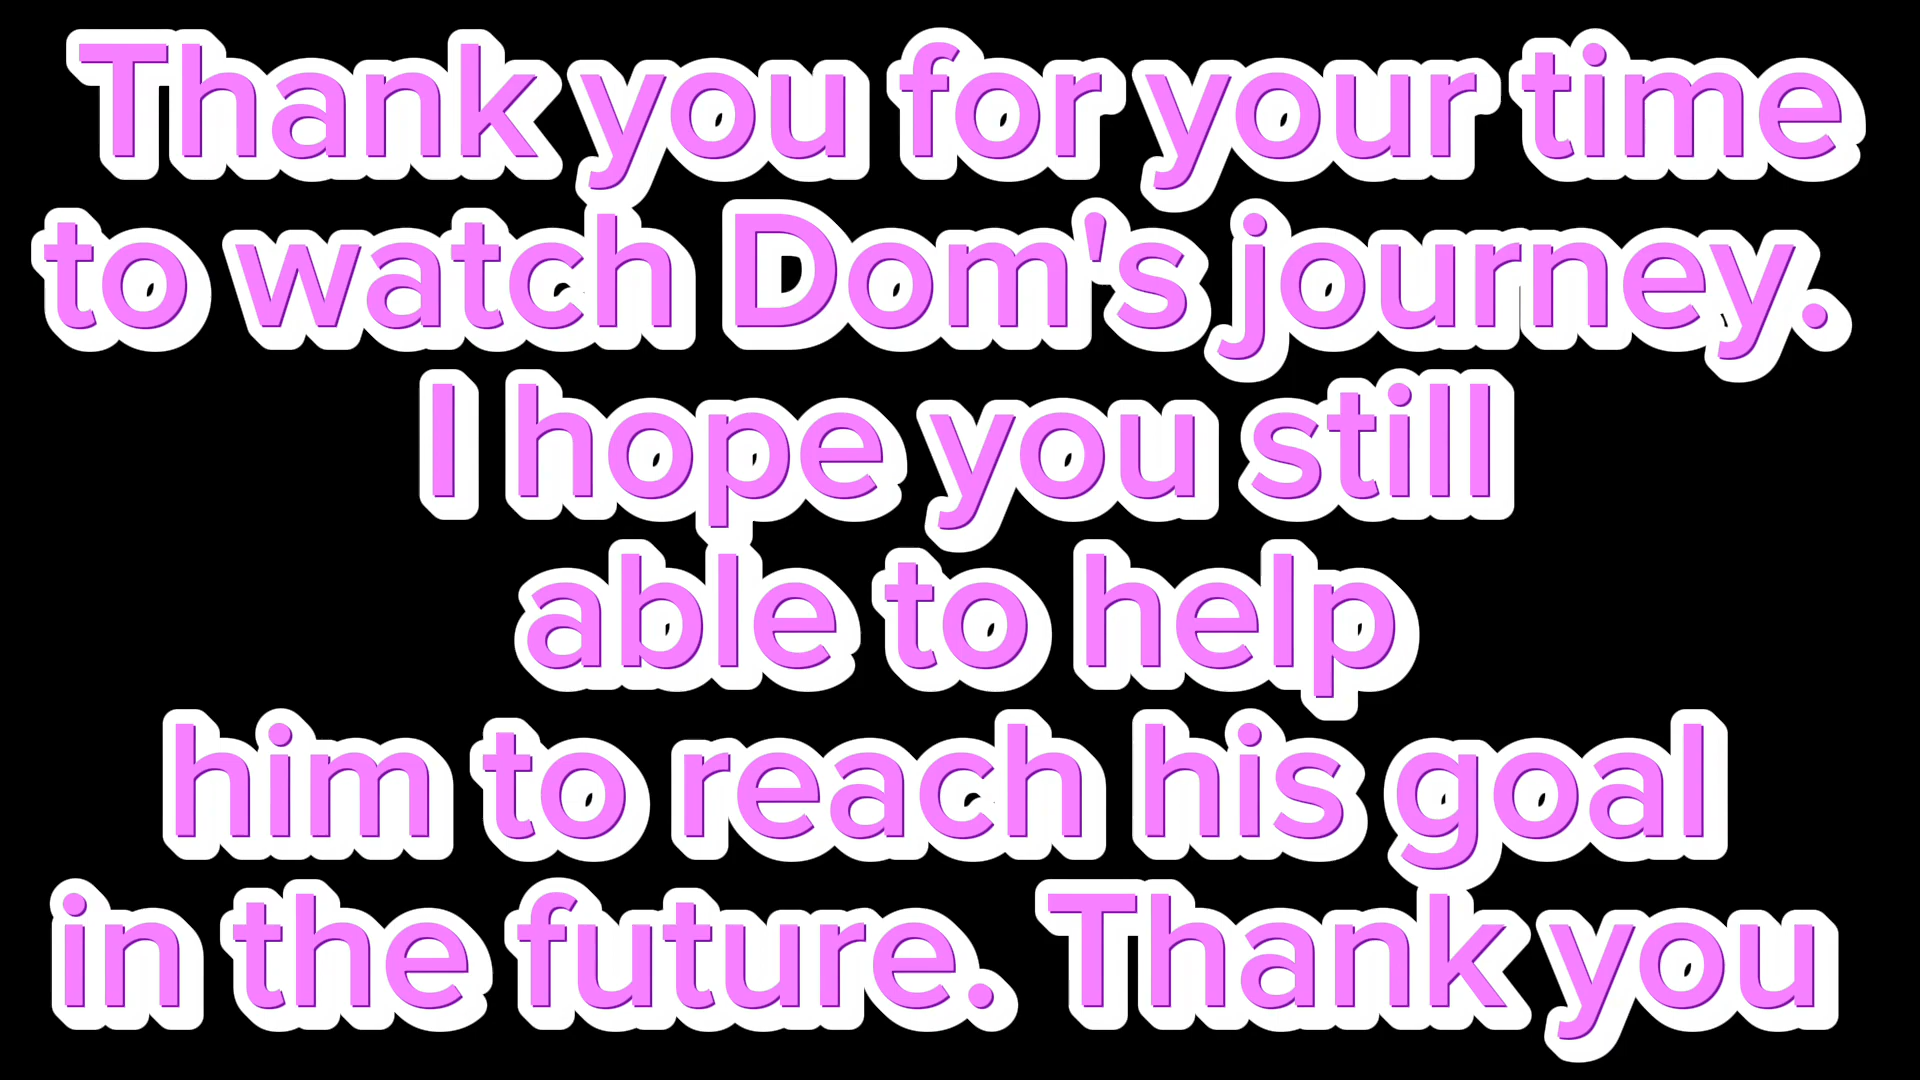 Thank you for your time
to watch Dom's journey.
I hope you still
able to help
him to reach his goal
in the future. Thank you